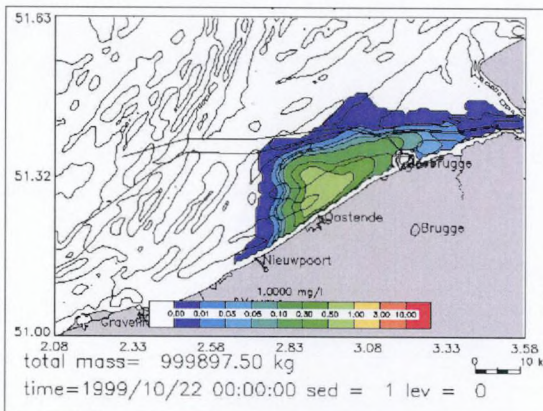 51.63
51.32
51.00
Oostende
Brugge
Nieuwpoort
1.0000 mg/l
0.00 0.01 0.03 0.05 0.10 0.30 0.50 1.00 3.00 10.00
2.08 2.33 2.58 2.83 3.08 3.33 3.58
total mass= 999897.50 kg
0 10 k
time=1999/10/22 00:00:00 sed = 1 lev = 0